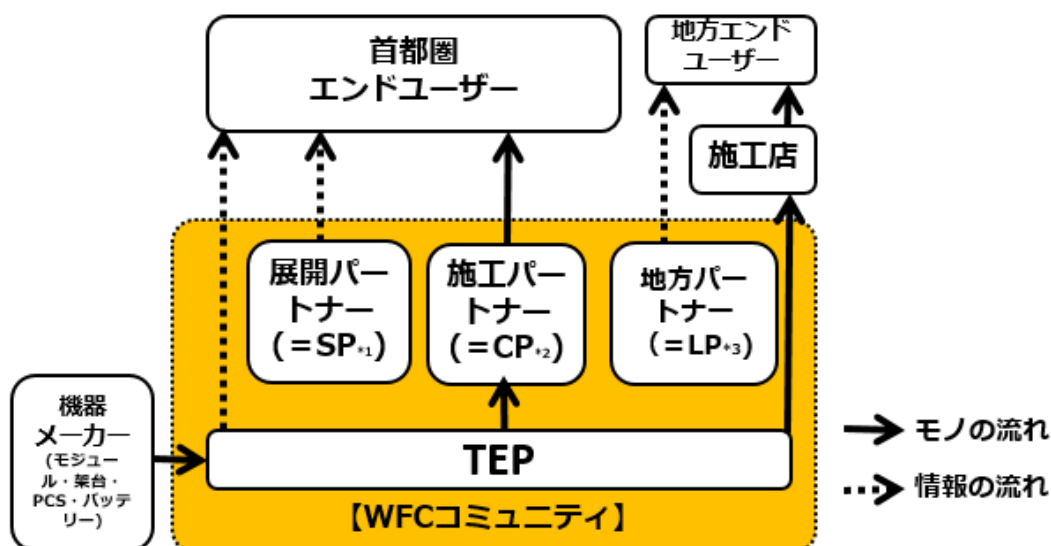 首都圏
エンドユーザー
地方エンド
ユーザー
施工店
展開パー
トナー
(=SP*1)
施工パー
トナー
(=CP*2)
地方パー
トナー
(=LP*3)
機器
メーカー
(モジュー
ル・架台・
PCS・バッテ
リー)
TEP
【WFCコミュニティ】
モノの流れ
情報の流れ